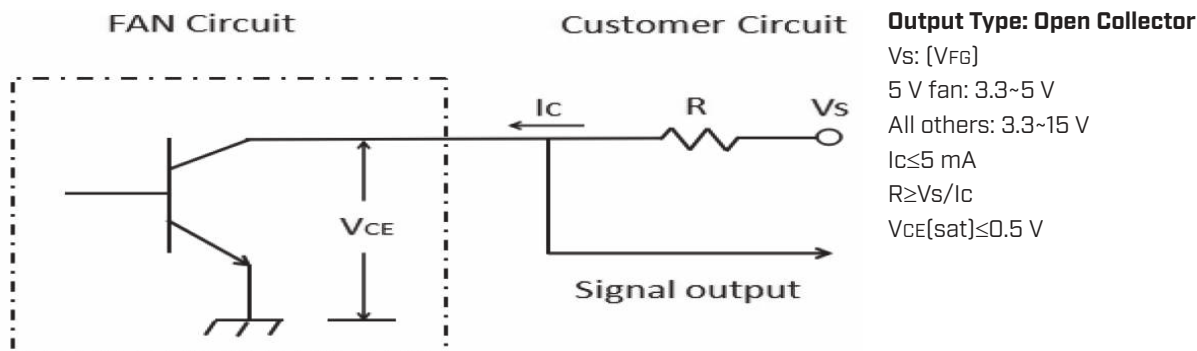 FAN Circuit
Customer Circuit
Ic
R
Vs
VCE
Signal output
Output Type: Open Collector
Vs: (VFG)
5 V fan: 3.3~5 V
All others: 3.3~15 V
Ic≤5 mA
R≥Vs/Ic
VCE(sat)≤0.5 V